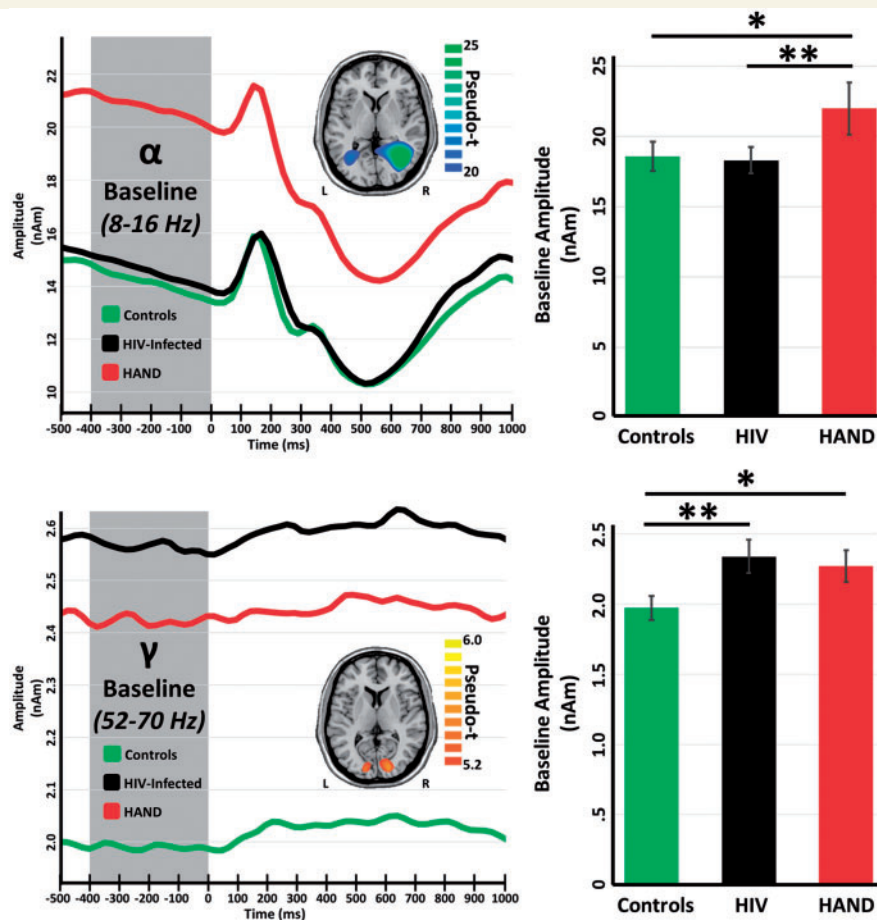 22
20
18
16
14
12
10
Amplitude
(nAm)
α
Baseline
(8-16 Hz)
Controls
HIV-Infected
HAND
L
R
25
Pseudo-t
20
-500 -400 -300 -200 -100 0 100 200 300 400 500 600 700 800 900 1000
Time (ms)
*
**
25
20
15
10
5
0
Baseline Amplitude
(nAm)
Controls HIV HAND
2.6
2.5
2.4
2.3
2.2
2.1
2.0
Amplitude
(nAm)
γ
Baseline
(52-70 Hz)
Controls
HIV-Infected
HAND
L
R
6.0
Pseudo-t
5.2
-500 -400 -300 -200 -100 0 100 200 300 400 500 600 700 800 900 1000
Time (ms)
*
**
2.5
2.0
1.5
1.0
.5
0
Baseline Amplitude
(nAm)
Controls HIV HAND